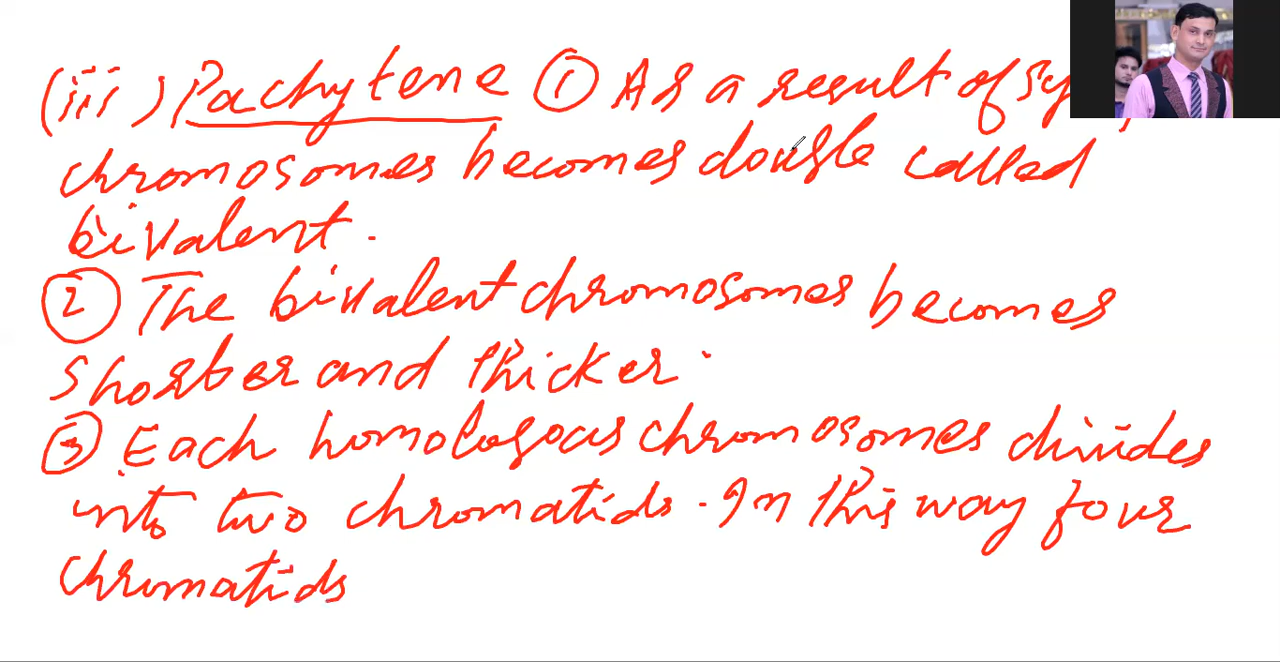 (iii) Pachytene ① As a result of
chromosomes becomes double called
bivalent.
② The bivalent chromosomes becomes
shorter and thicker.
③ Each homologous chromosomes divides
into two chromatids. In this way four
chromatids